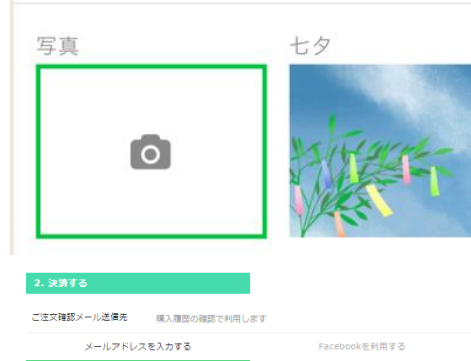 写真
七夕
2. 決済する
ご注文確認メール送信先
購入履歴の確認で利用します
メールアドレスを入力する
Facebookを利用する